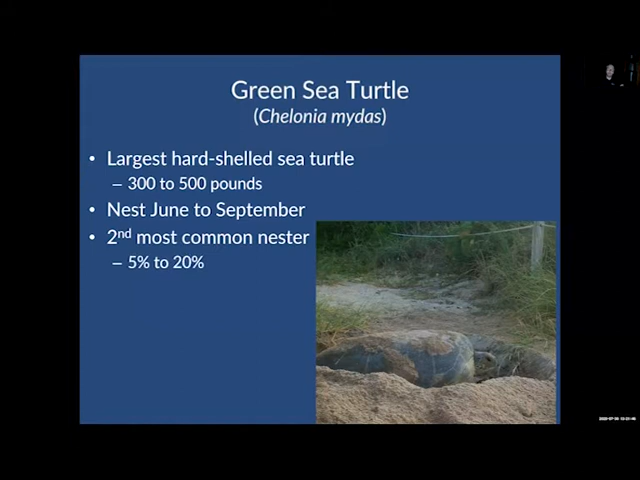 Green Sea Turtle
(Chelonia mydas)
• Largest hard-shelled sea turtle
– 300 to 500 pounds
• Nest June to September
• 2nd most common nester
– 5% to 20%